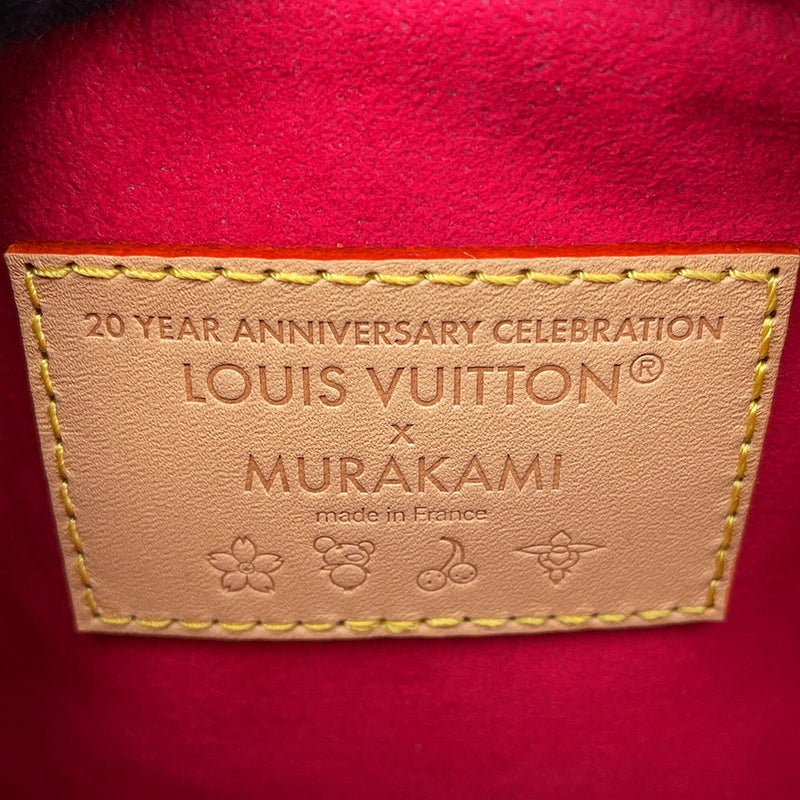 20 YEAR ANNIVERSARY CELEBRATION
LOUIS VUITTON®
x
MURAKAMI
made in France